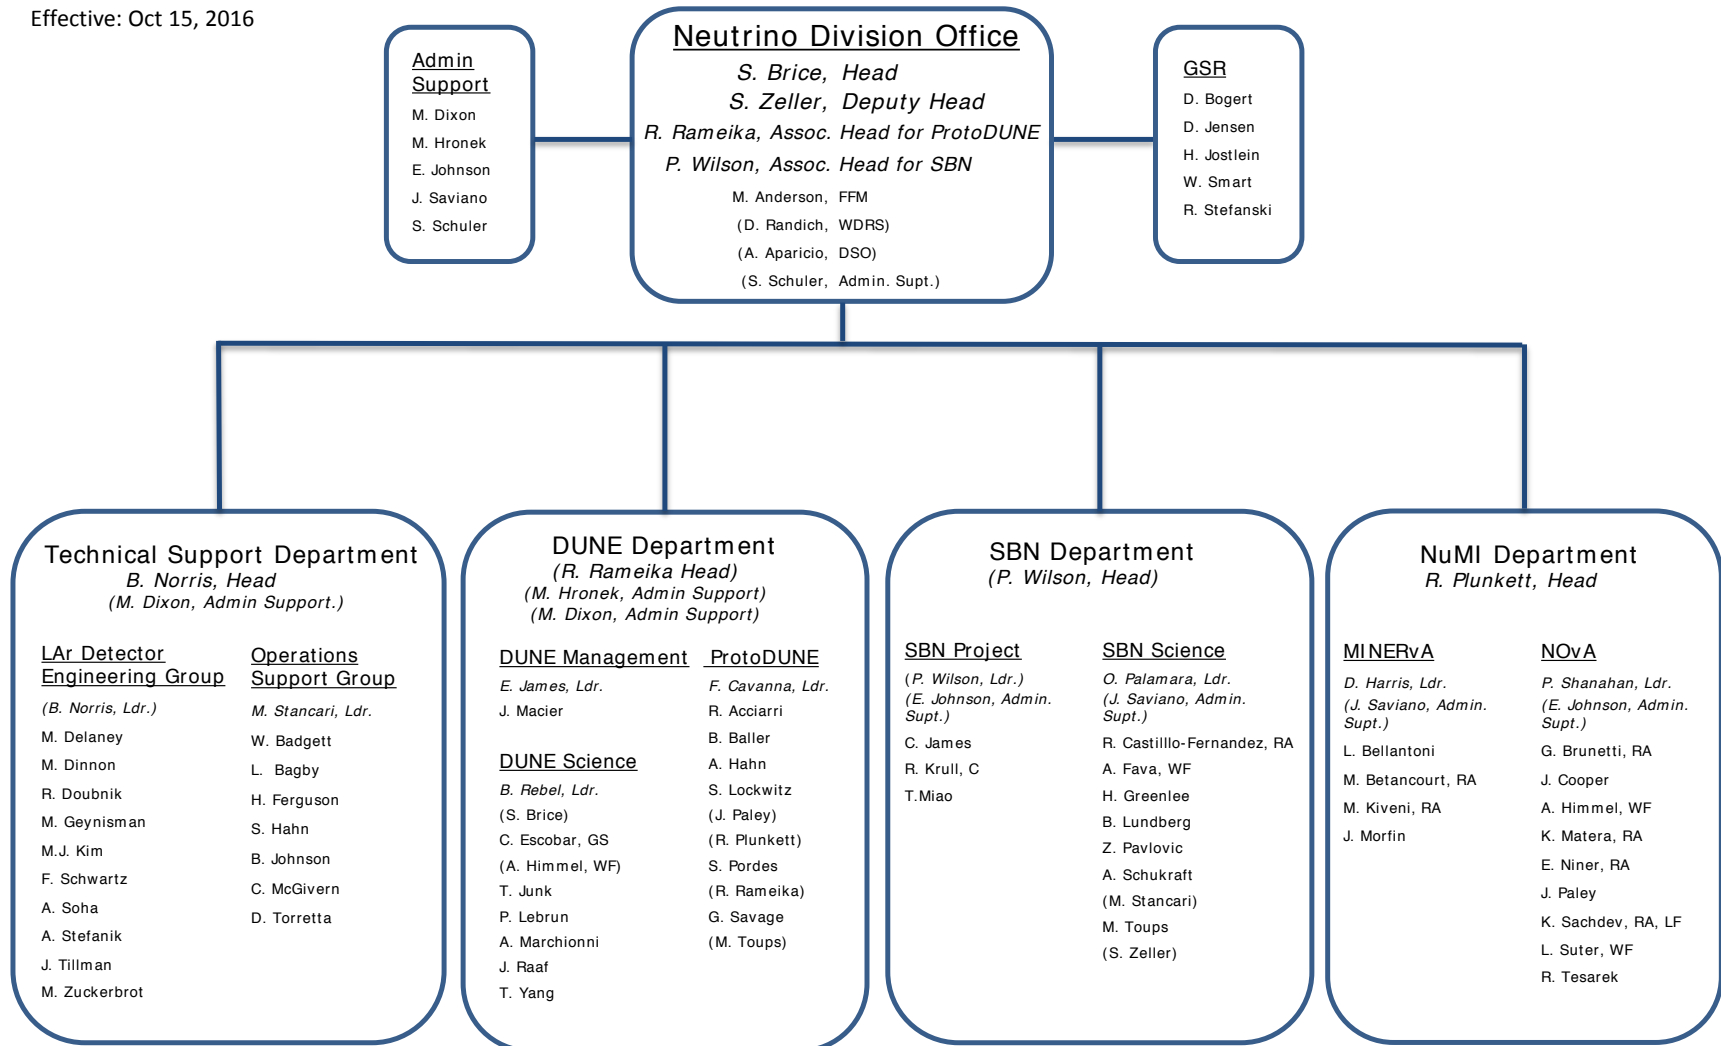 Effective: Oct 15, 2016
Admin
Support
M. Dixon
M. Hronek
E. Johnson
J. Saviano
S. Schuler
Neutrino Division Office
S. Brice, Head
S. Zeller, Deputy Head
R. Rameika, Assoc. Head for ProtoDUNE
P. Wilson, Assoc. Head for SBN
M. Anderson, FFM
(D. Randich, WDRS)
(A. Aparicio, DSO)
(S. Schuler, Admin. Supt.)
GSR
D. Bogert
D. Jensen
H. Jostlein
W. Smart
R. Stefanski
Technical Support Department
B. Norris, Head
(M. Dixon, Admin Support.)
LAr Detector
Engineering Group
(B. Norris, Ldr.)
M. Delaney
M. Dinnon
R. Doubnik
M. Geynisman
M.J. Kim
F. Schwartz
A. Soha
A. Stefanik
J. Tillman
M. Zuckerbrot
Operations
Support Group
M. Stancari, Ldr.
W. Badgett
L. Bagby
H. Ferguson
S. Hahn
B. Johnson
C. McGivern
D. Torretta
DUNE Department
(R. Rameika Head)
(M. Hronek, Admin Support)
(M. Dixon, Admin Support)
DUNE Management
E. James, Ldr.
J. Macier
DUNE Science
B. Rebel, Ldr.
(S. Brice)
C. Escobar, GS
(A. Himmel, WF)
T. Junk
P. Lebrun
A. Marchionni
J. Raaf
T. Yang
ProtoDUNE
F. Cavanna, Ldr.
R. Acciarri
B. Baller
A. Hahn
S. Lockwitz
(J. Paley)
(R. Plunkett)
S. Pordes
(R. Rameika)
G. Savage
(M. Toups)
SBN Department
(P. Wilson, Head)
SBN Project
(P. Wilson, Ldr.)
(E. Johnson, Admin.
Supt.)
C. James
R. Krull, C
T.Miao
SBN Science
O. Palamara, Ldr.
(J. Saviano, Admin.
Supt.)
R. Castilllo-Fernandez, RA
A. Fava, WF
H. Greenlee
B. Lundberg
Z. Pavlovic
A. Schukraft
(M. Stancari)
M. Toups
(S. Zeller)
NuMI Department
R. Plunkett, Head
MINERvA
D. Harris, Ldr.
(J. Saviano, Admin.
Supt.)
L. Bellantoni
M. Betancourt, RA
M. Kiveni, RA
J. Morfin
NOvA
P. Shanahan, Ldr.
(E. Johnson, Admin.
Supt.)
G. Brunetti, RA
J. Cooper
A. Himmel, WF
K. Matera, RA
E. Niner, RA
J. Paley
K. Sachdev, RA, LF
L. Suter, WF
R. Tesarek